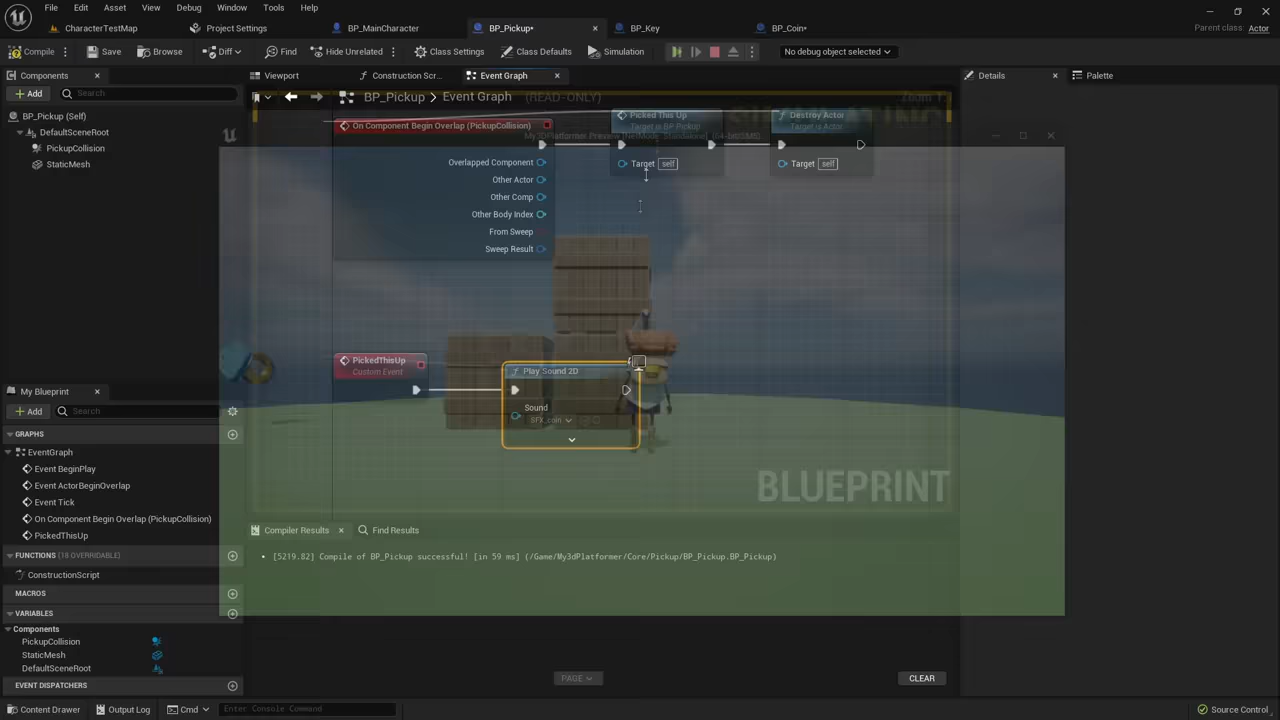 File Edit Asset View Debug Window Tools Help
CharacterTestMap Project Settings BP_MainCharacter BP_Pickup• BP_Key BP_Coin• Parent class: Actor
Compile Save Browse Diff Find Hide Unrelated Class Settings Class Defaults Simulation No debug object selected
Components Viewport Construction Scr... Event Graph Details Palette
Add Search BP_Pickup > Event Graph (READ-ONLY)
BP_Pickup (Self)
DefaultSceneRoot
PickupCollision
StaticMesh
On Component Begin Overlap (PickupCollision)
Overlapped Component
Other Actor
Other Comp
Other Body Index
From Sweep
Sweep Result
Picked This Up
Target is BP Pickup
Target self
Destroy Actor
Target is Actor
Target self
PickedThisUp
Custom Event
Play Sound 2D
Sound
SFX_coin
BLUEPRINT
My Blueprint
Add Search
GRAPHS
EventGraph
Event BeginPlay
Event ActorBeginOverlap
Event Tick
On Component Begin Overlap (PickupCollision)
PickedThisUp
FUNCTIONS (18 OVERRIDABLE)
ConstructionScript
MACROS
VARIABLES
Components
PickupCollision
StaticMesh
DefaultSceneRoot
EVENT DISPATCHERS
Compiler Results Find Results
• [5219.82] Compile of BP_Pickup successful! [in 59 ms] (/Game/My3dPlatformer/Core/Pickup/BP_Pickup.BP_Pickup)
PAGE CLEAR
Content Drawer Output Log Cmd Enter Console Command Source Control